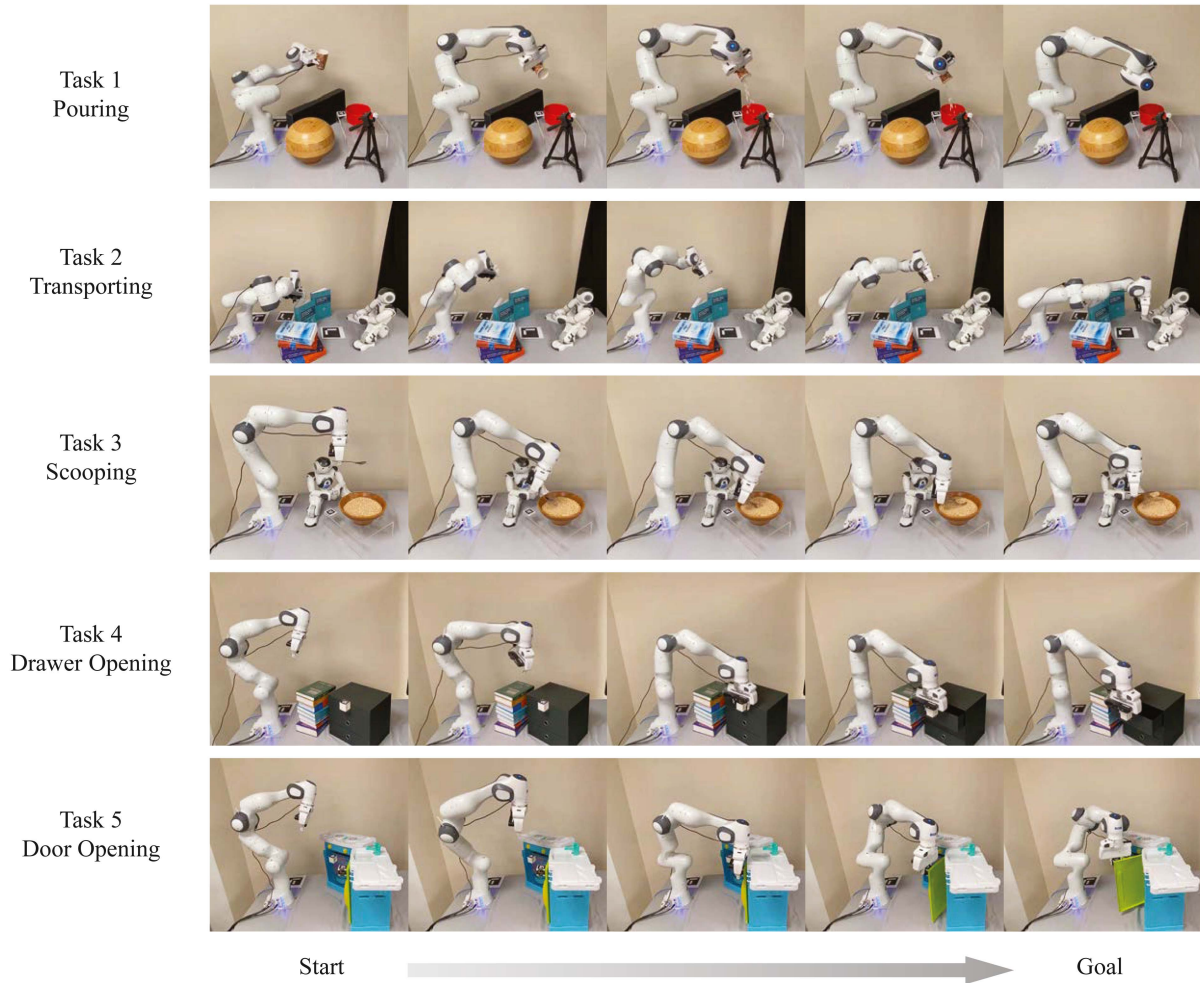 Task 1
Pouring
Task 2
Transporting
Task 3
Scooping
Task 4
Drawer Opening
Task 5
Door Opening
Start
Goal